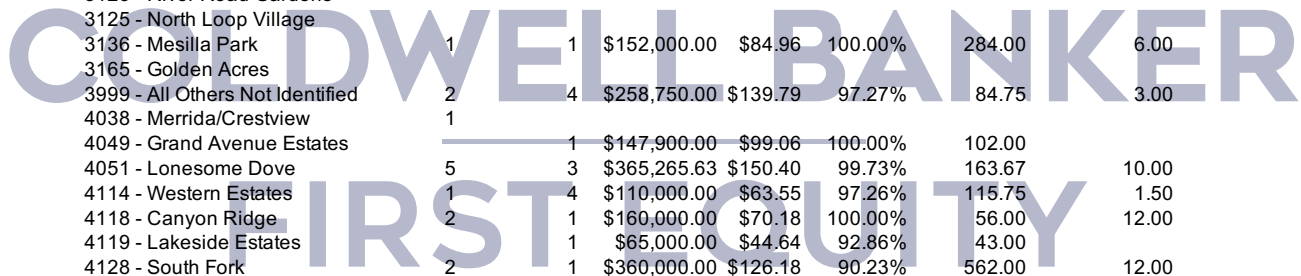 3125 - North Loop Village
3136 - Mesilla Park 1 1 $152,000.00 $84.96 100.00% 284.00 6.00
3165 - Golden Acres
3999 - All Others Not Identified 2 4 $258,750.00 $139.79 97.27% 84.75 3.00
4038 - Merrida/Crestview 1
4049 - Grand Avenue Estates 1 $147,900.00 $99.06 100.00% 102.00
4051 - Lonesome Dove 5 3 $365,265.63 $150.40 99.73% 163.67 10.00
4114 - Western Estates 1 4 $110,000.00 $63.55 97.26% 115.75 1.50
4118 - Canyon Ridge 2 1 $160,000.00 $70.18 100.00% 56.00 12.00
4119 - Lakeside Estates 1 $65,000.00 $44.64 92.86% 43.00
4128 - South Fork 2 1 $360,000.00 $126.18 90.23% 562.00 12.00
COLDWELL BANKER
FIRST EQUITY